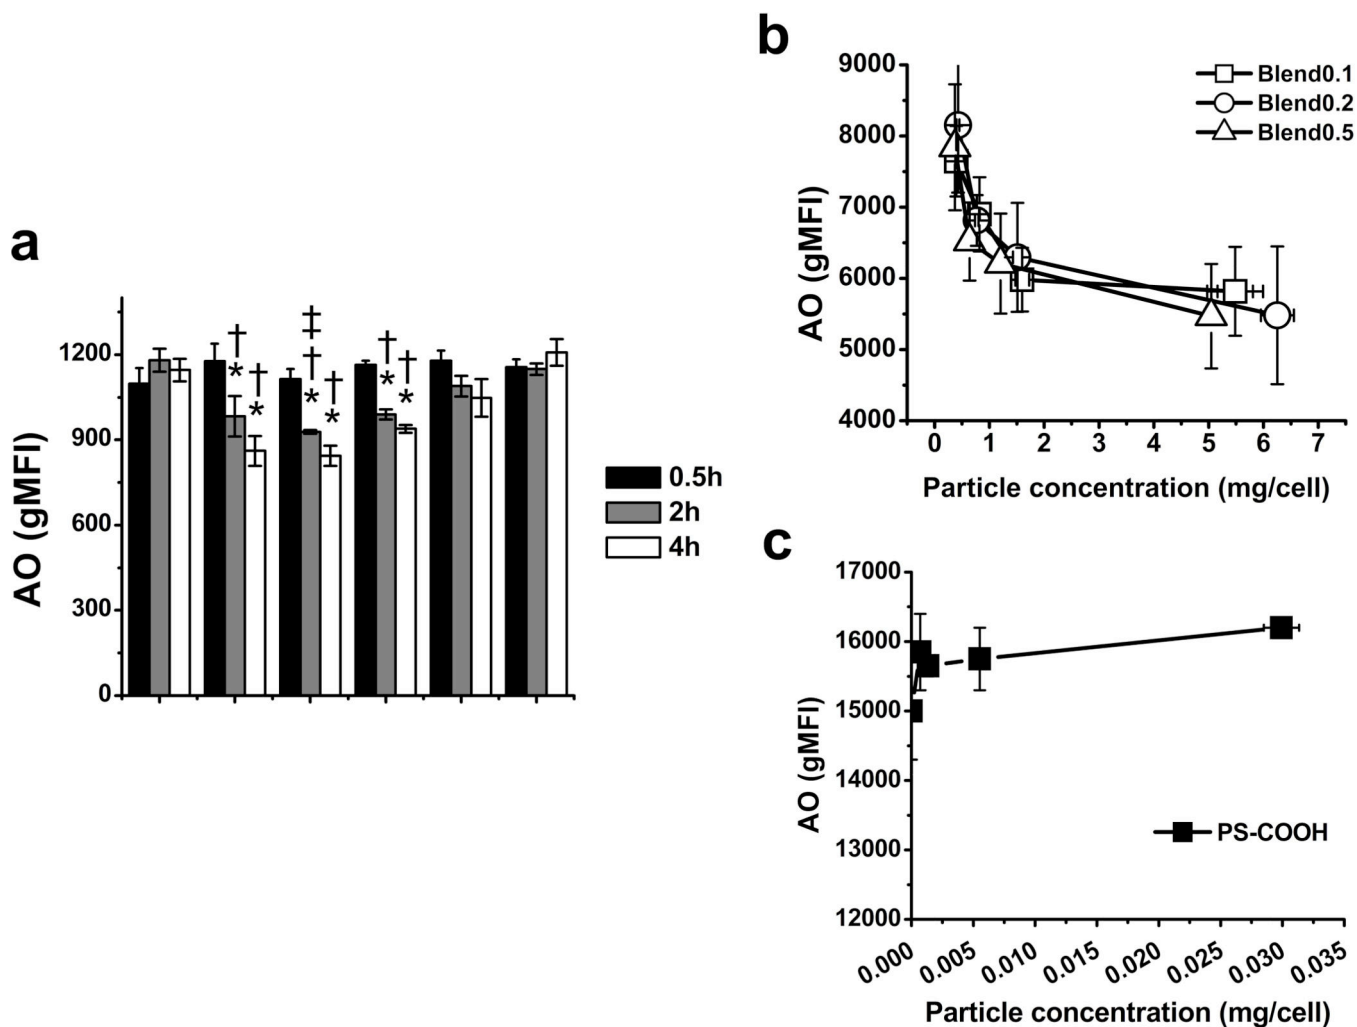 a
AO (gMFI)
1200
900
600
300
0
†
*
†
*
‡
†
*
†
*
†
*
†
*
0.5h
2h
4h
b
AO (gMFI)
9000
8000
7000
6000
5000
4000
0 1 2 3 4 5 6 7
Particle concentration (mg/cell)
Blend0.1
Blend0.2
Blend0.5
c
AO (gMFI)
17000
16000
15000
14000
13000
12000
0.000 0.005 0.010 0.015 0.020 0.025 0.030 0.035
Particle concentration (mg/cell)
PS-COOH